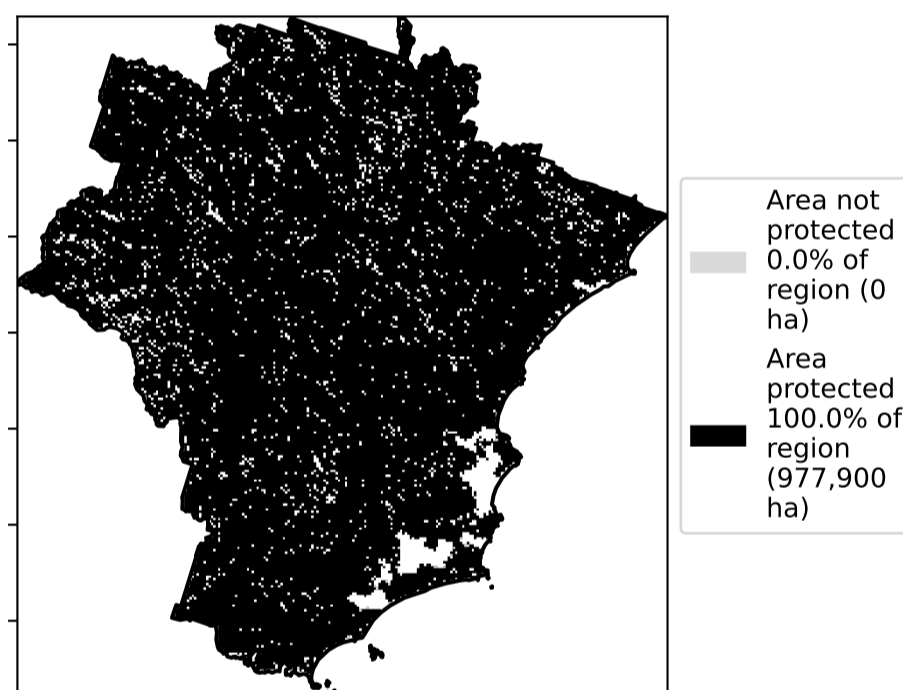 Area not
protected
0.0% of
region (0
ha)
Area
protected
100.0% of
region
(977,900
ha)